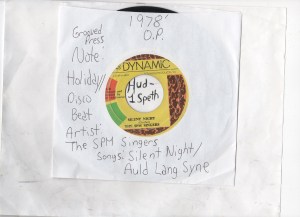 1978'
O.P.
Grooved
Press
Note:
Holiday/
Disco
Beat
Artist:
The SPM Singers
Songs: Silent Night/
Auld Lang Syne
DYNAMIC
Hud-
1 Speth
SILENT NIGHT